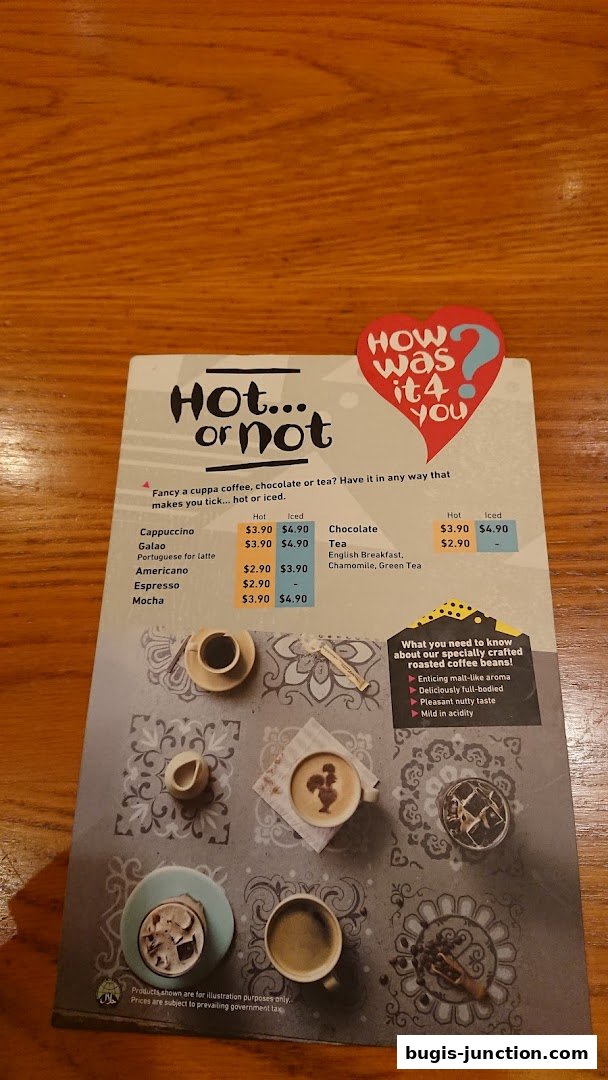 HOW
was
it4
YOU
?
HOt...
or not
Fancy a cuppa coffee, chocolate or tea? Have it in any way that
makes you tick... hot or iced.
Hot Iced
Cappuccino $3.90 $4.90
Galao $3.90 $4.90
Portuguese for latte
Americano $2.90 $3.90
Espresso $2.90 -
Mocha $3.90 $4.90
Hot Iced
Chocolate $3.90 $4.90
Tea $2.90 -
English Breakfast,
Chamomile, Green Tea
What you need to know
about our specially crafted
roasted coffee beans!
Enticing malt-like aroma
Deliciously full-bodied
Pleasant nutty taste
Mild in acidity
Products shown are for illustration purposes only.
Prices are subject to prevailing government tax.
bugis-junction.com